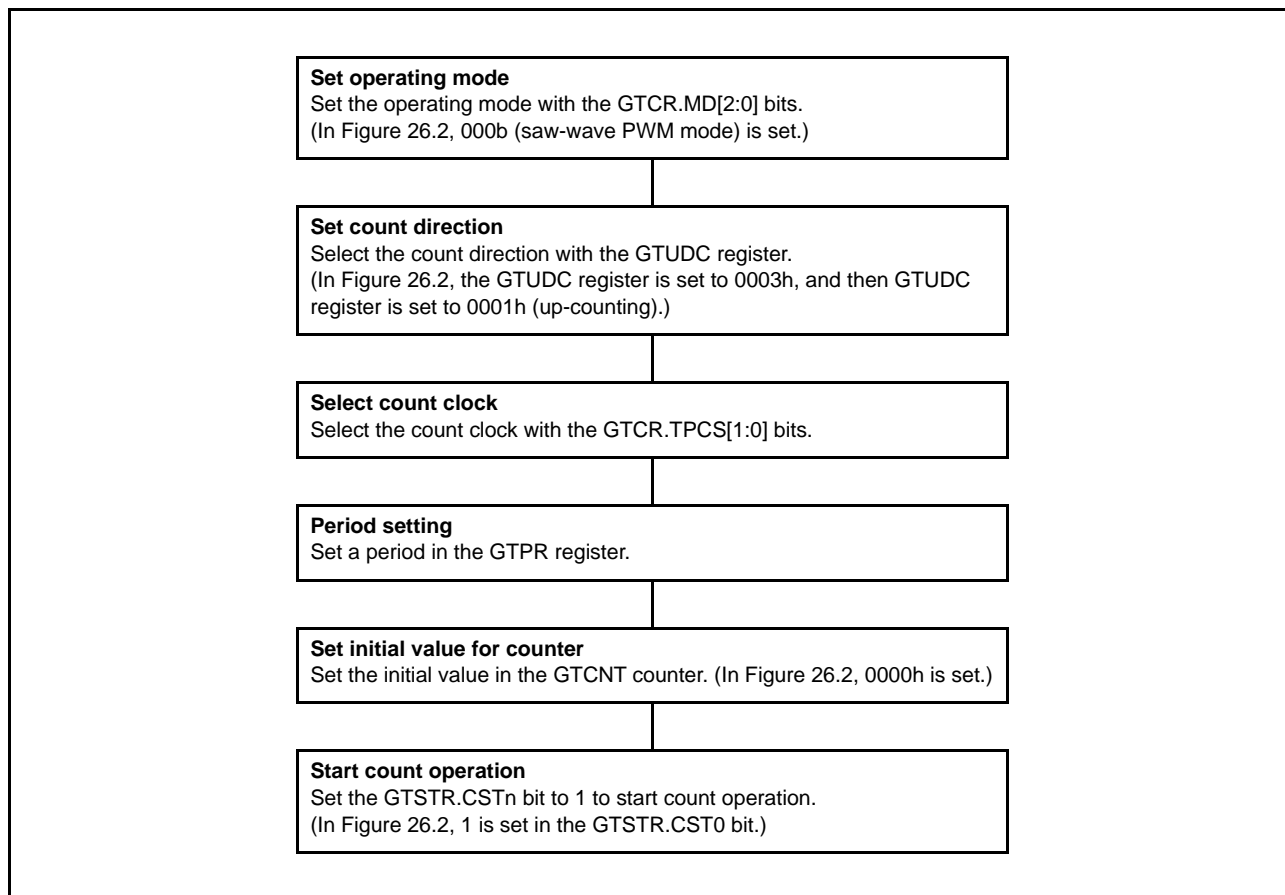 Set operating mode
Set the operating mode with the GTCR.MD[2:0] bits.
(In Figure 26.2, 000b (saw-wave PWM mode) is set.)
Set count direction
Select the count direction with the GTUDC register.
(In Figure 26.2, the GTUDC register is set to 0003h, and then GTUDC
register is set to 0001h (up-counting).)
Select count clock
Select the count clock with the GTCR.TPCS[1:0] bits.
Period setting
Set a period in the GTPR register.
Set initial value for counter
Set the initial value in the GTCNT counter. (In Figure 26.2, 0000h is set.)
Start count operation
Set the GTSTR.CSTn bit to 1 to start count operation.
(In Figure 26.2, 1 is set in the GTSTR.CST0 bit.)